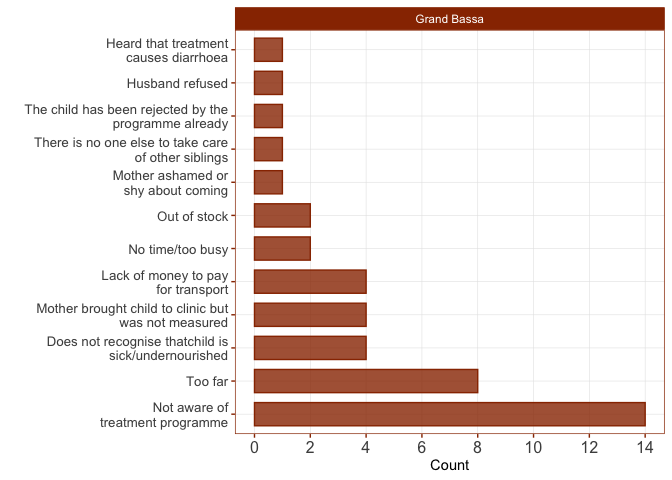 Grand Bassa
Heard that treatment
causes diarrhoea
Husband refused
The child has been rejected by the
programme already
There is no one else to take care
of other siblings
Mother ashamed or
shy about coming
Out of stock
No time/too busy
Lack of money to pay
for transport
Mother brought child to clinic but
was not measured
Does not recognise thatchild is
sick/undernourished
Too far
Not aware of
treatment programme
0 2 4 6 8 10 12 14
Count